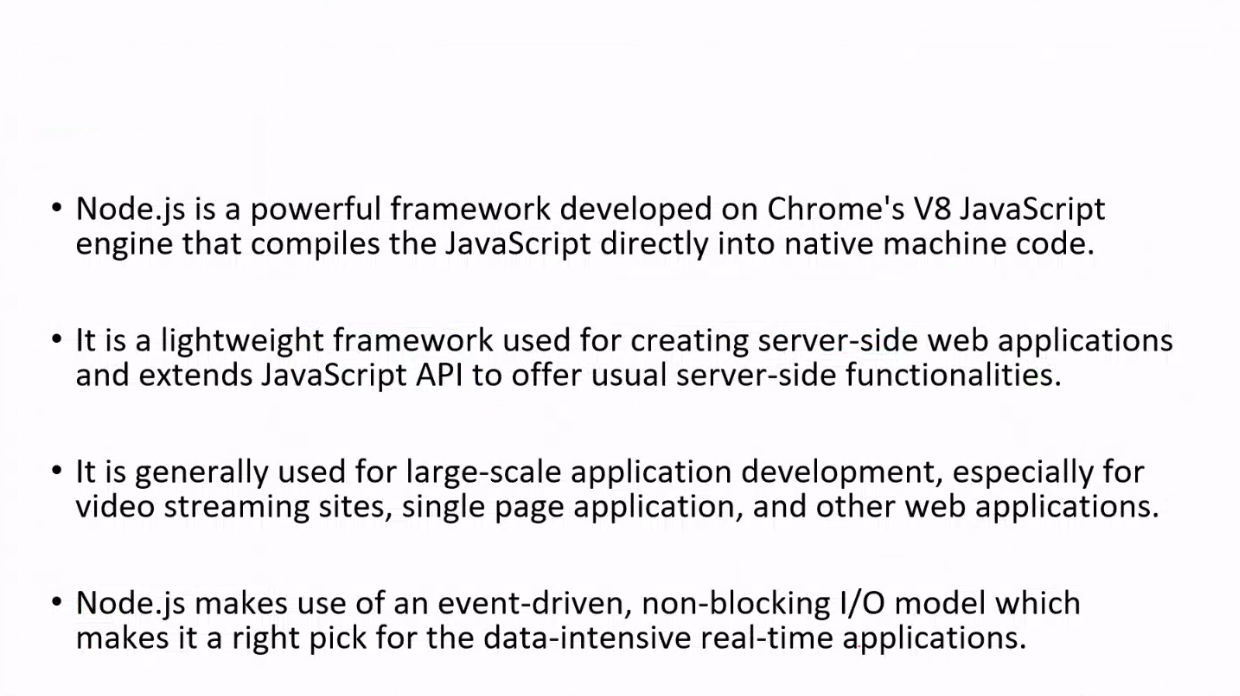 • Node.js is a powerful framework developed on Chrome's V8 JavaScript
engine that compiles the JavaScript directly into native machine code.
• It is a lightweight framework used for creating server-side web applications
and extends JavaScript API to offer usual server-side functionalities.
• It is generally used for large-scale application development, especially for
video streaming sites, single page application, and other web applications.
• Node.js makes use of an event-driven, non-blocking I/O model which
makes it a right pick for the data-intensive real-time applications.